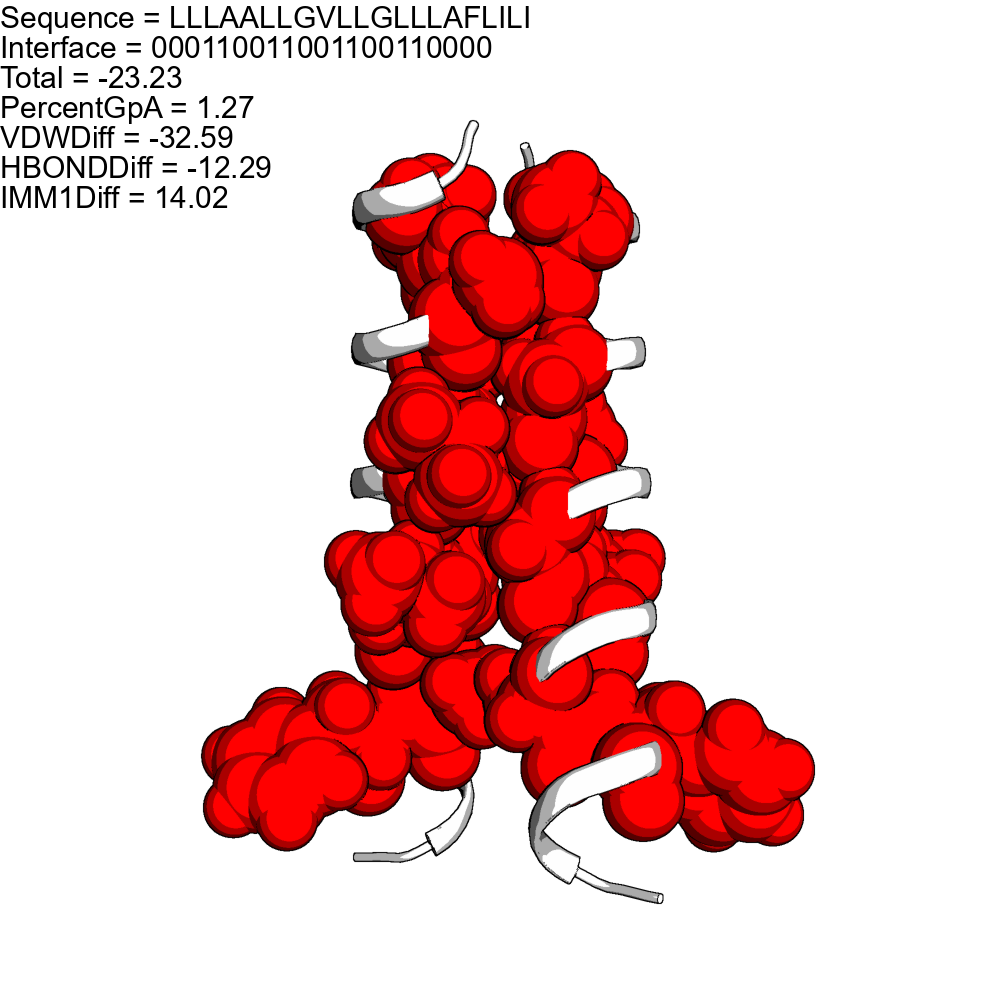 Sequence = LLLAALLGVLLGLLLAFLILI
Interface = 000110011001100110000
Total = -23.23
PercentGpA = 1.27
VDWDiff = -32.59
HBONDDiff = -12.29
IMM1Diff = 14.02